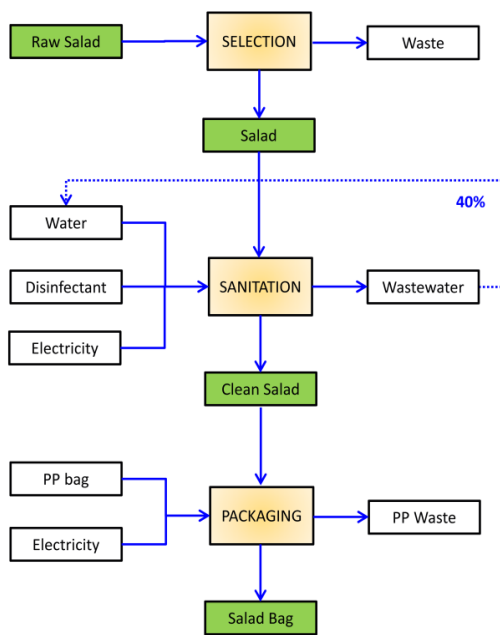 Raw Salad
SELECTION
Waste
Salad
40%
Water
Disinfectant
SANITATION
Wastewater
Electricity
Clean Salad
PP bag
PACKAGING
PP Waste
Electricity
Salad Bag